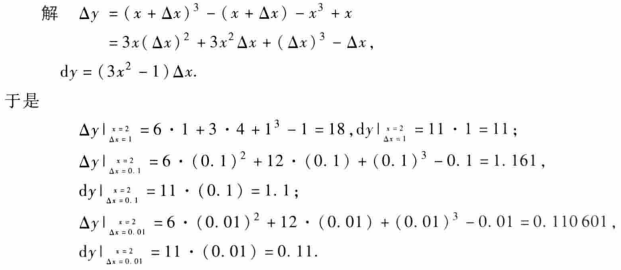 解 Δy = (x + Δx)³ - (x + Δx) - x³ + x
= 3x(Δx)² + 3x²Δx + (Δx)³ - Δx,
dy = (3x² - 1)Δx.
于是
Δy|ₓ₌₂, Δx=1 = 6 · 1 + 3 · 4 + 1³ - 1 = 18, dy|ₓ₌₂, Δx=1 = 11 · 1 = 11;
Δy|ₓ₌₂, Δx=0.1 = 6 · (0.1)² + 12 · (0.1) + (0.1)³ - 0.1 = 1.161,
dy|ₓ₌₂, Δx=0.1 = 11 · (0.1) = 1.1;
Δy|ₓ₌₂, Δx=0.01 = 6 · (0.01)² + 12 · (0.01) + (0.01)³ - 0.01 = 0.110601,
dy|ₓ₌₂, Δx=0.01 = 11 · (0.01) = 0.11.